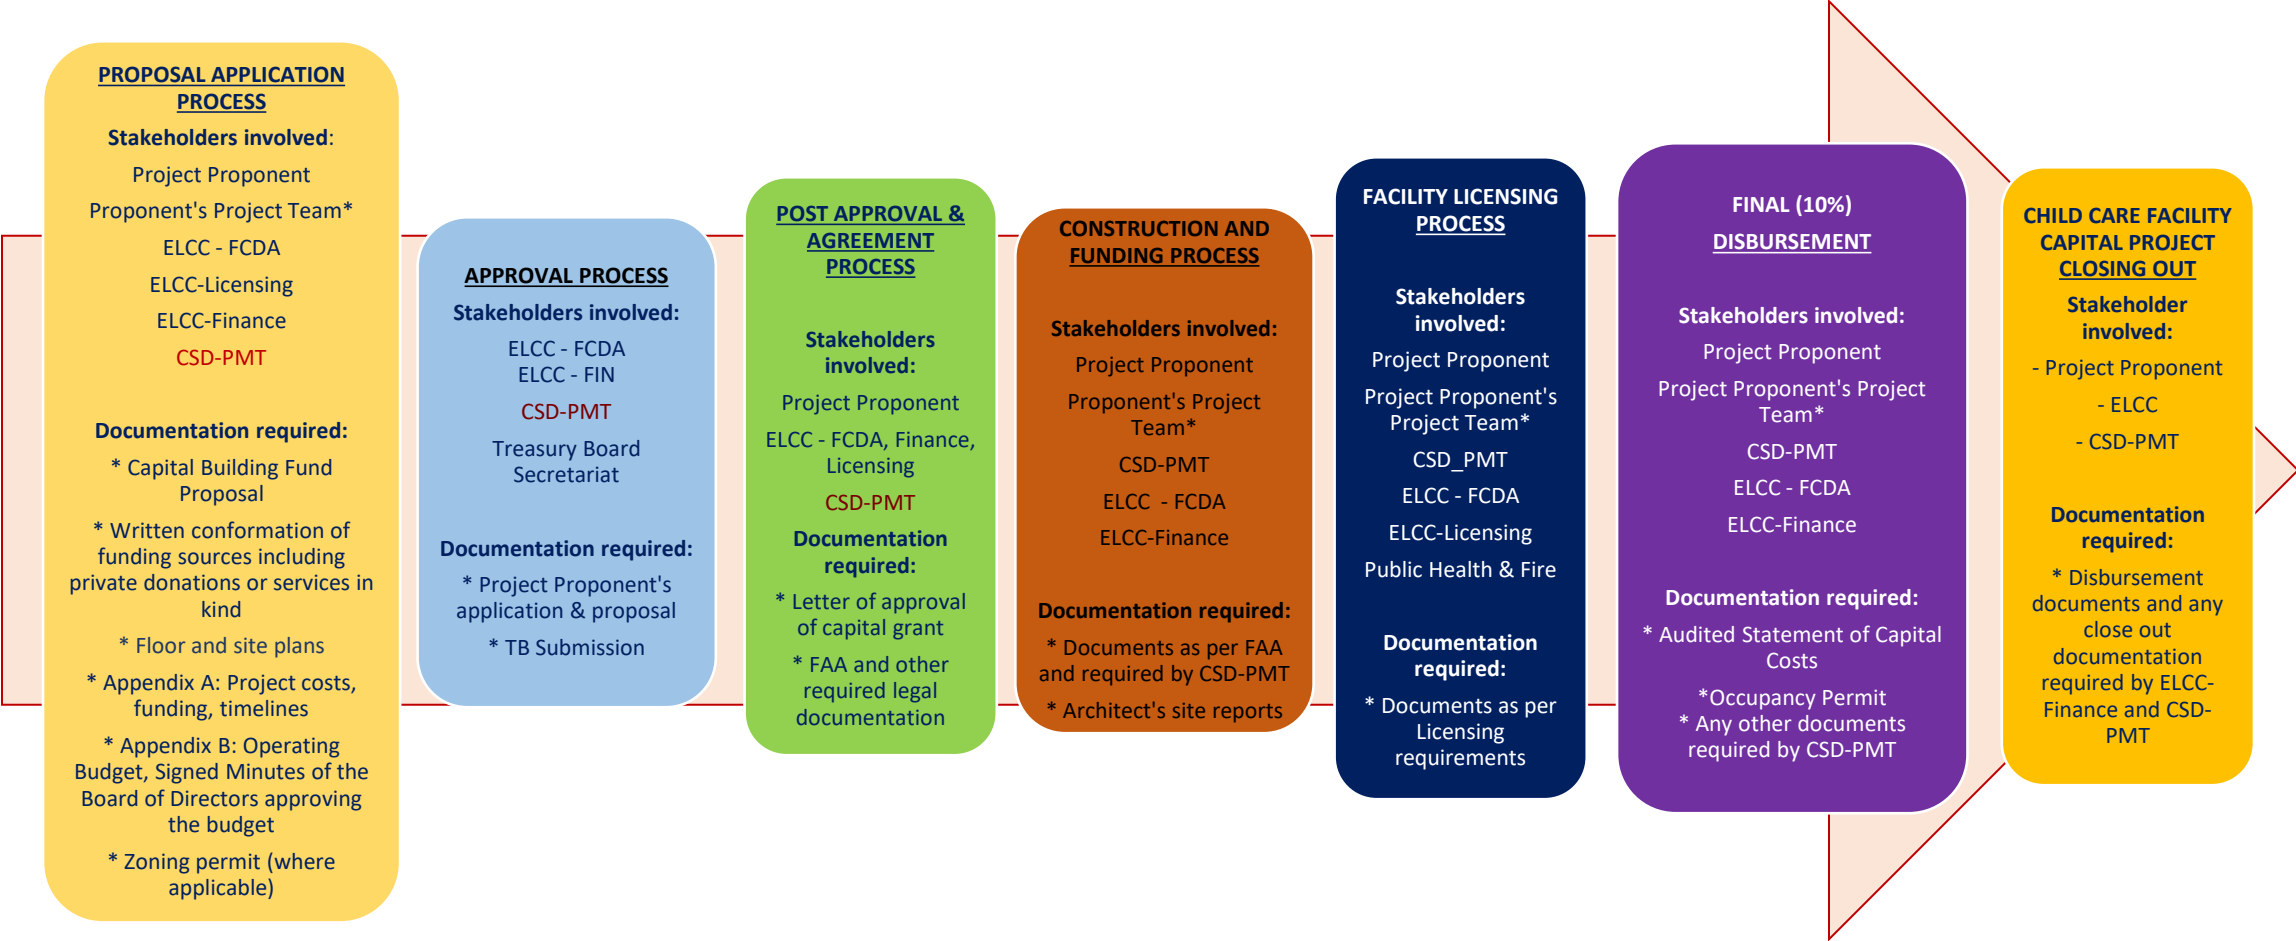 PROPOSAL APPLICATION
PROCESS
Stakeholders involved:
Project Proponent
Proponent's Project Team*
ELCC - FCDA
ELCC-Licensing
ELCC-Finance
CSD-PMT
Documentation required:
* Capital Building Fund
Proposal
* Written conformation of
funding sources including
private donations or services in
kind
* Floor and site plans
* Appendix A: Project costs,
funding, timelines
* Appendix B: Operating
Budget, Signed Minutes of the
Board of Directors approving
the budget
* Zoning permit (where
applicable)
APPROVAL PROCESS
Stakeholders involved:
ELCC - FCDA
ELCC - FIN
CSD-PMT
Treasury Board
Secretariat
Documentation required:
* Project Proponent's
application & proposal
* TB Submission
POST APPROVAL &
AGREEMENT
PROCESS
Stakeholders
involved:
Project Proponent
ELCC - FCDA, Finance,
Licensing
CSD-PMT
Documentation
required:
* Letter of approval
of capital grant
* FAA and other
required legal
documentation
CONSTRUCTION AND
FUNDING PROCESS
Stakeholders involved:
Project Proponent
Proponent's Project
Team*
CSD-PMT
ELCC  - FCDA
ELCC-Finance
Documentation required:
* Documents as per FAA
and required by CSD-PMT
* Architect's site reports
FACILITY LICENSING
PROCESS
Stakeholders
involved:
Project Proponent
Project Proponent's
Project Team*
CSD_PMT
ELCC - FCDA
ELCC-Licensing
Public Health & Fire
Documentation
required:
* Documents as per
Licensing
requirements
FINAL (10%)
DISBURSEMENT
Stakeholders involved:
Project Proponent
Project Proponent's Project
Team*
CSD-PMT
ELCC - FCDA
ELCC-Finance
Documentation required:
* Audited Statement of Capital
Costs
*Occupancy Permit
* Any other documents
required by CSD-PMT
CHILD CARE FACILITY
CAPITAL PROJECT
CLOSING OUT
Stakeholder
involved:
- Project Proponent
- ELCC
- CSD-PMT
Documentation
required:
* Disbursement
documents and any
close out
documentation
required by ELCC-
Finance and CSD-
PMT